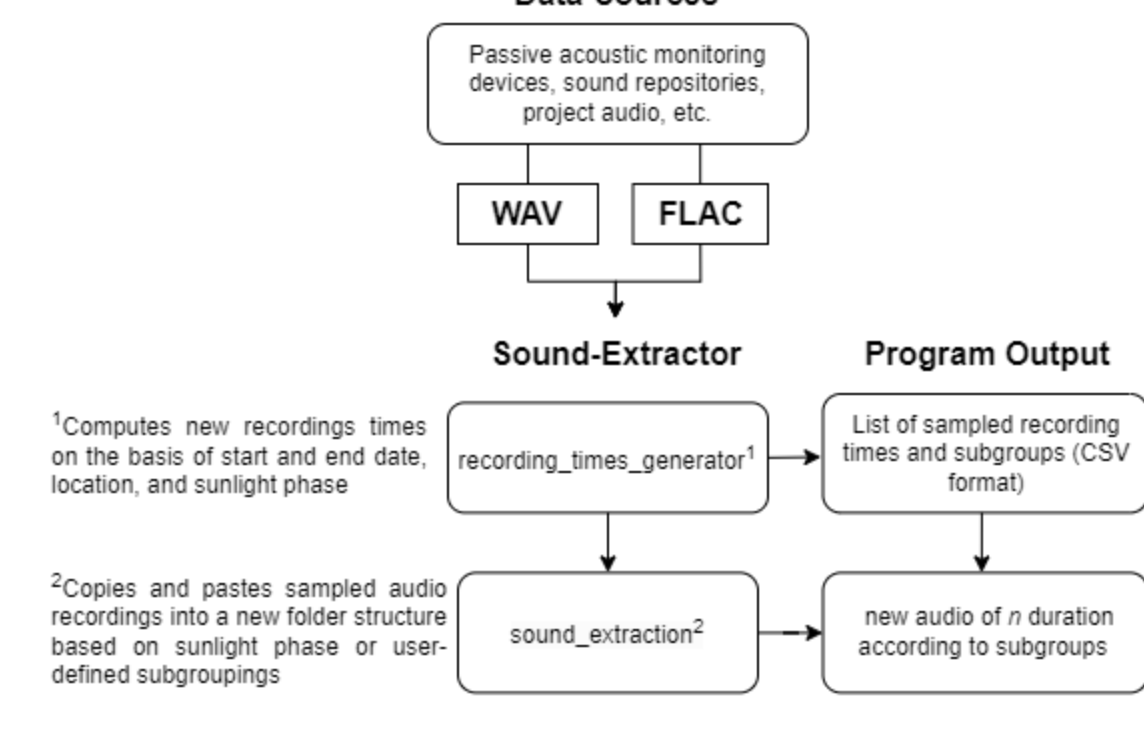 Data Sources
Passive acoustic monitoring
devices, sound repositories,
project audio, etc.
WAV
FLAC
Sound-Extractor
Program Output
¹Computes new recordings times
on the basis of start and end date,
location, and sunlight phase
recording_times_generator¹
List of sampled recording
times and subgroups (CSV
format)
²Copies and pastes sampled audio
recordings into a new folder structure
based on sunlight phase or user-
defined subgroupings
sound_extraction²
new audio of n duration
according to subgroups